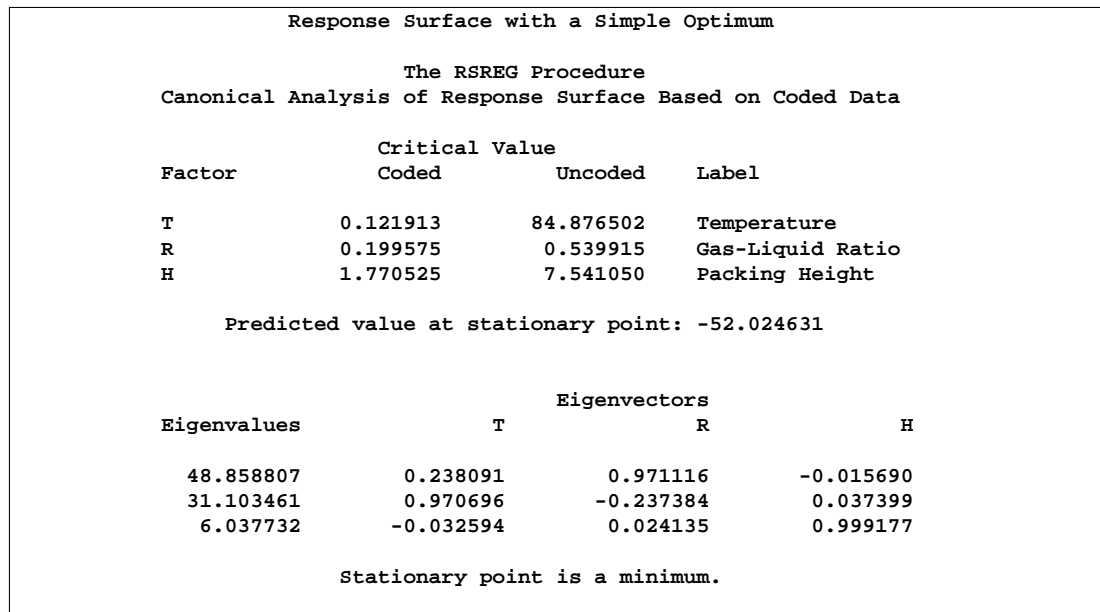 Response Surface with a Simple Optimum
The RSREG Procedure
Canonical Analysis of Response Surface Based on Coded Data
Critical Value
Factor Coded Uncoded Label
T 0.121913 84.876502 Temperature
R 0.199575 0.539915 Gas-Liquid Ratio
H 1.770525 7.541050 Packing Height
Predicted value at stationary point: -52.024631
Eigenvectors
Eigenvalues T R H
48.858807 0.238091 0.971116 -0.015690
31.103461 0.970696 -0.237384 0.037399
6.037732 -0.032594 0.024135 0.999177
Stationary point is a minimum.